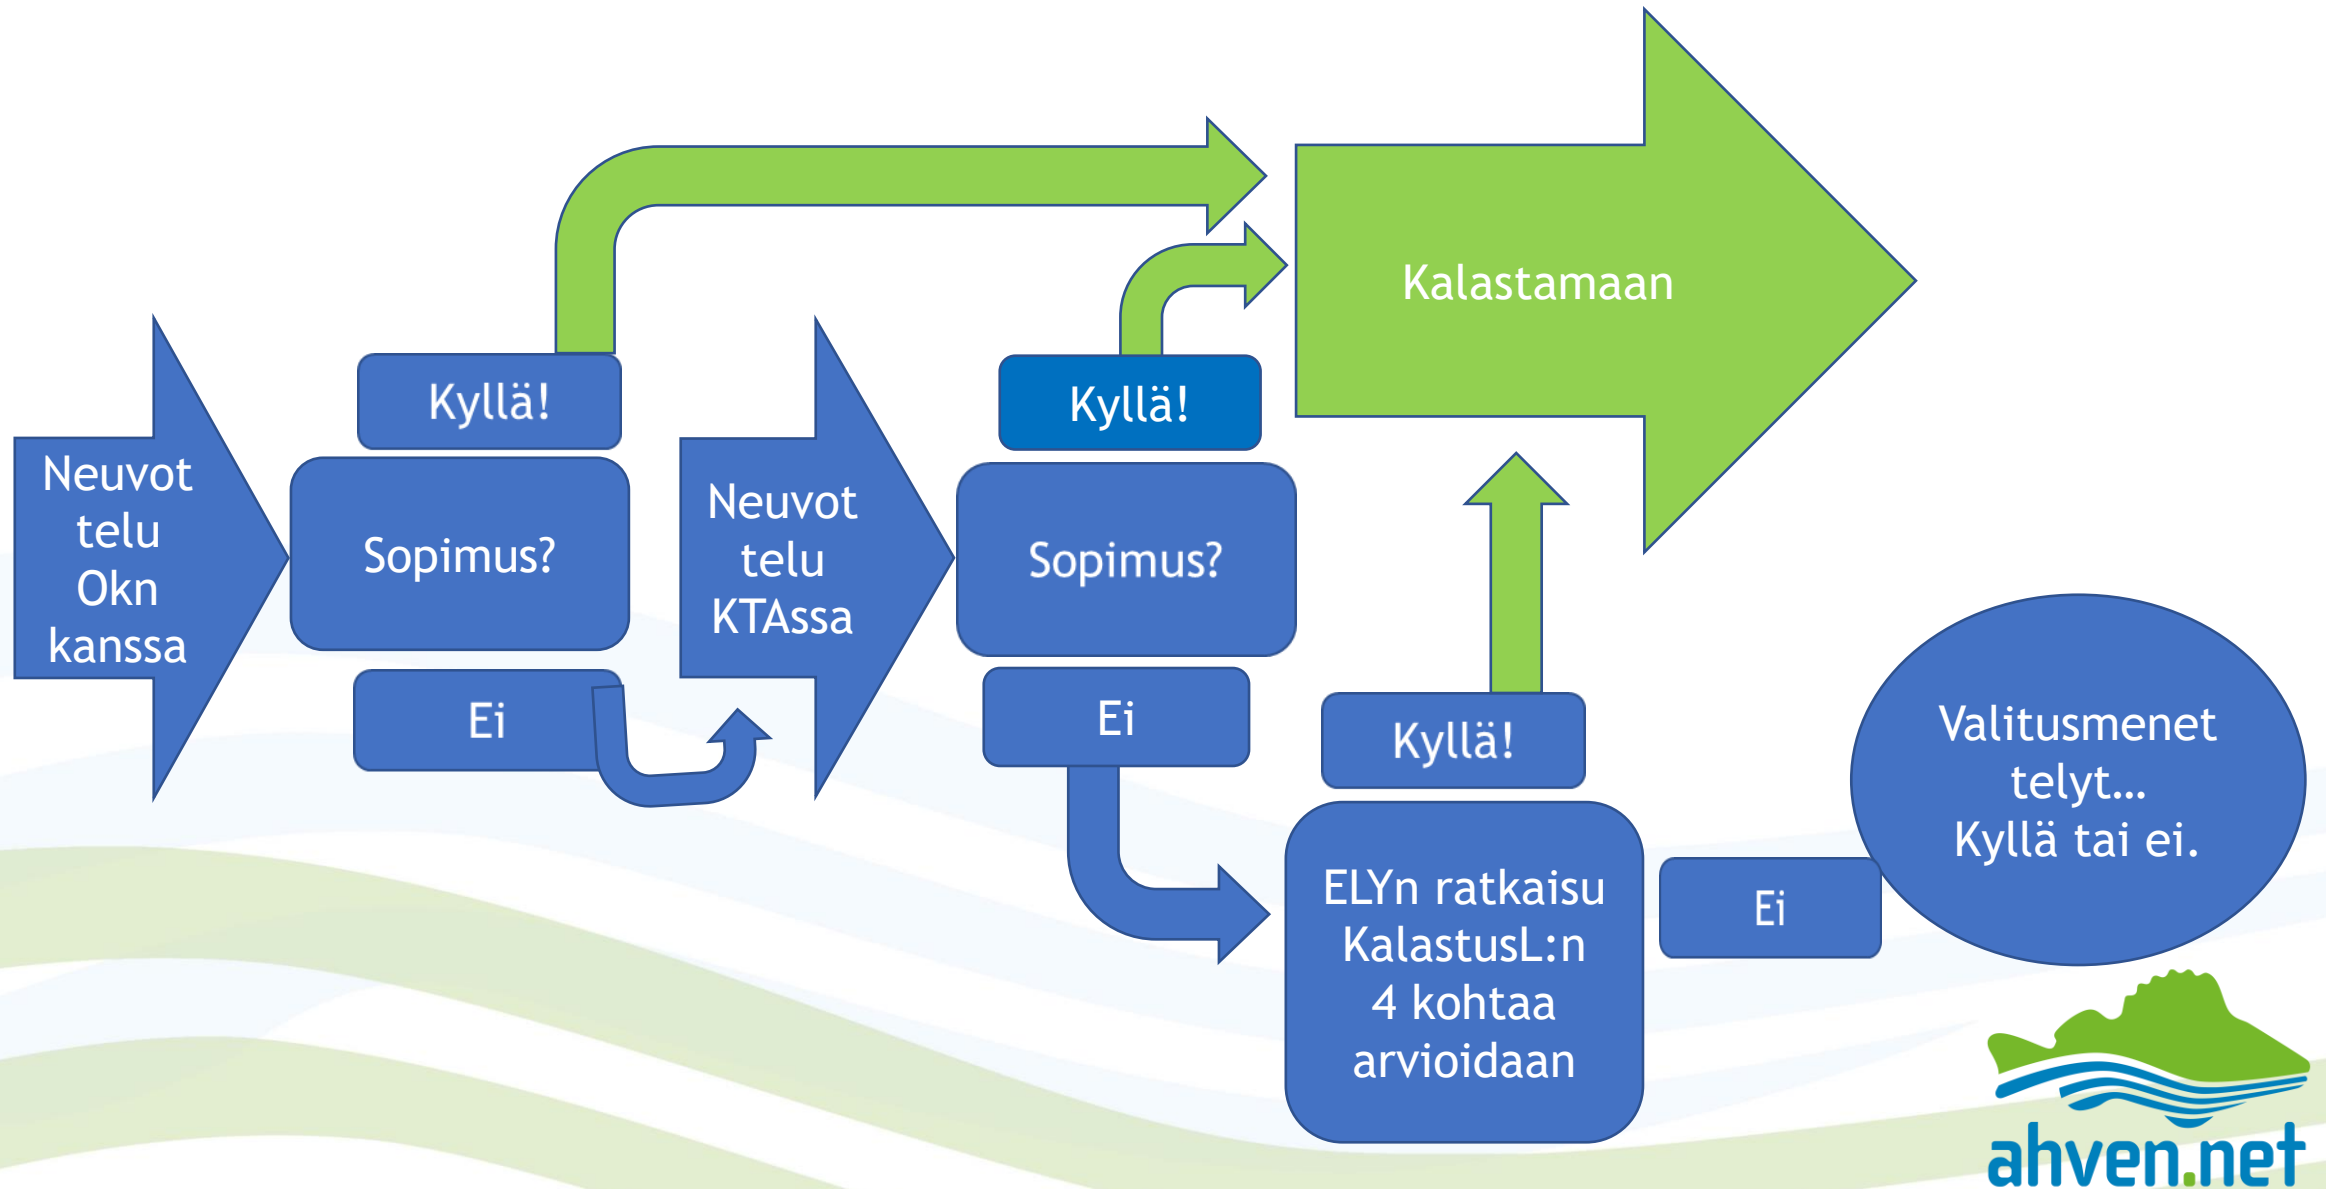 Neuvot
telu
Okn
kanssa
Kyllä!
Sopimus?
Ei
Neuvot
telu
KTAssa
Kyllä!
Sopimus?
Ei
Kalastamaan
Kyllä!
ELYn ratkaisu
KalastusL:n
4 kohtaa
arvioidaan
Ei
Valitusmenet
telyt…
Kyllä tai ei.
ahven.net